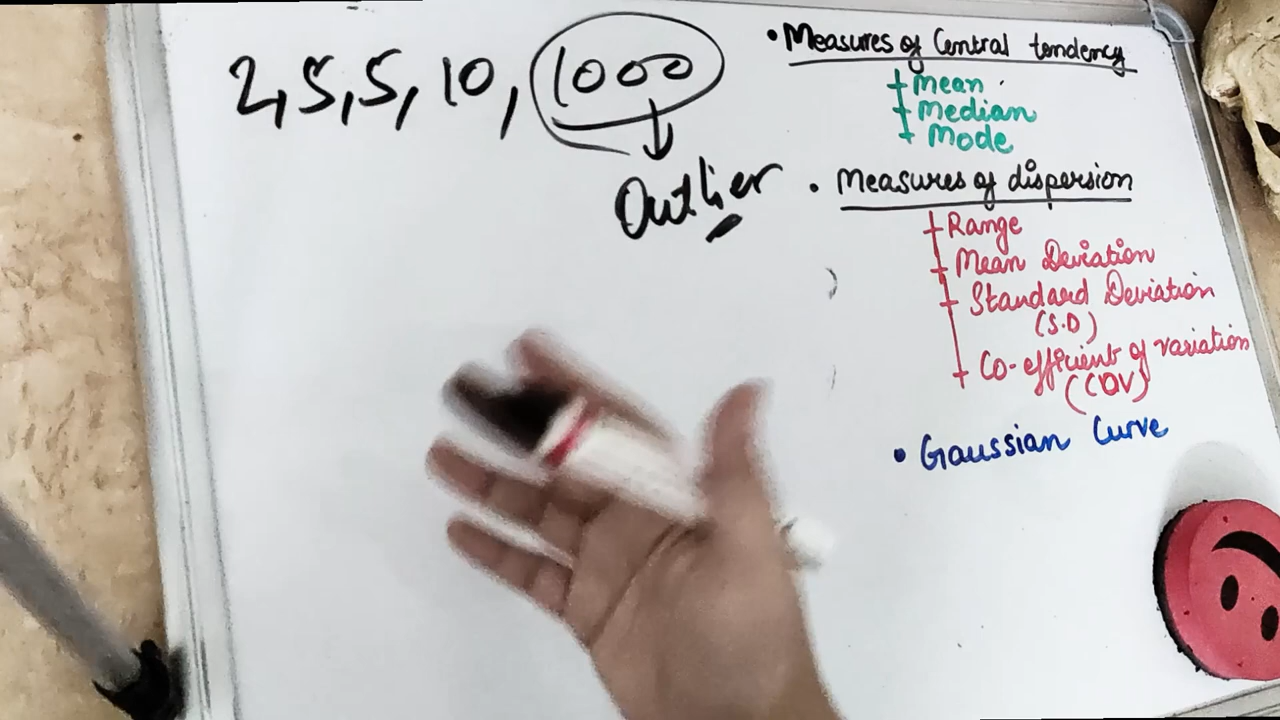 2, 5, 5, 10, 1000
Outlier
• Measures of Central tendency
Mean
Median
Mode
• Measures of dispersion
Range
Mean Deviation
Standard Deviation
(S.D)
Co-efficient of variation
(COV)
• Gaussian Curve